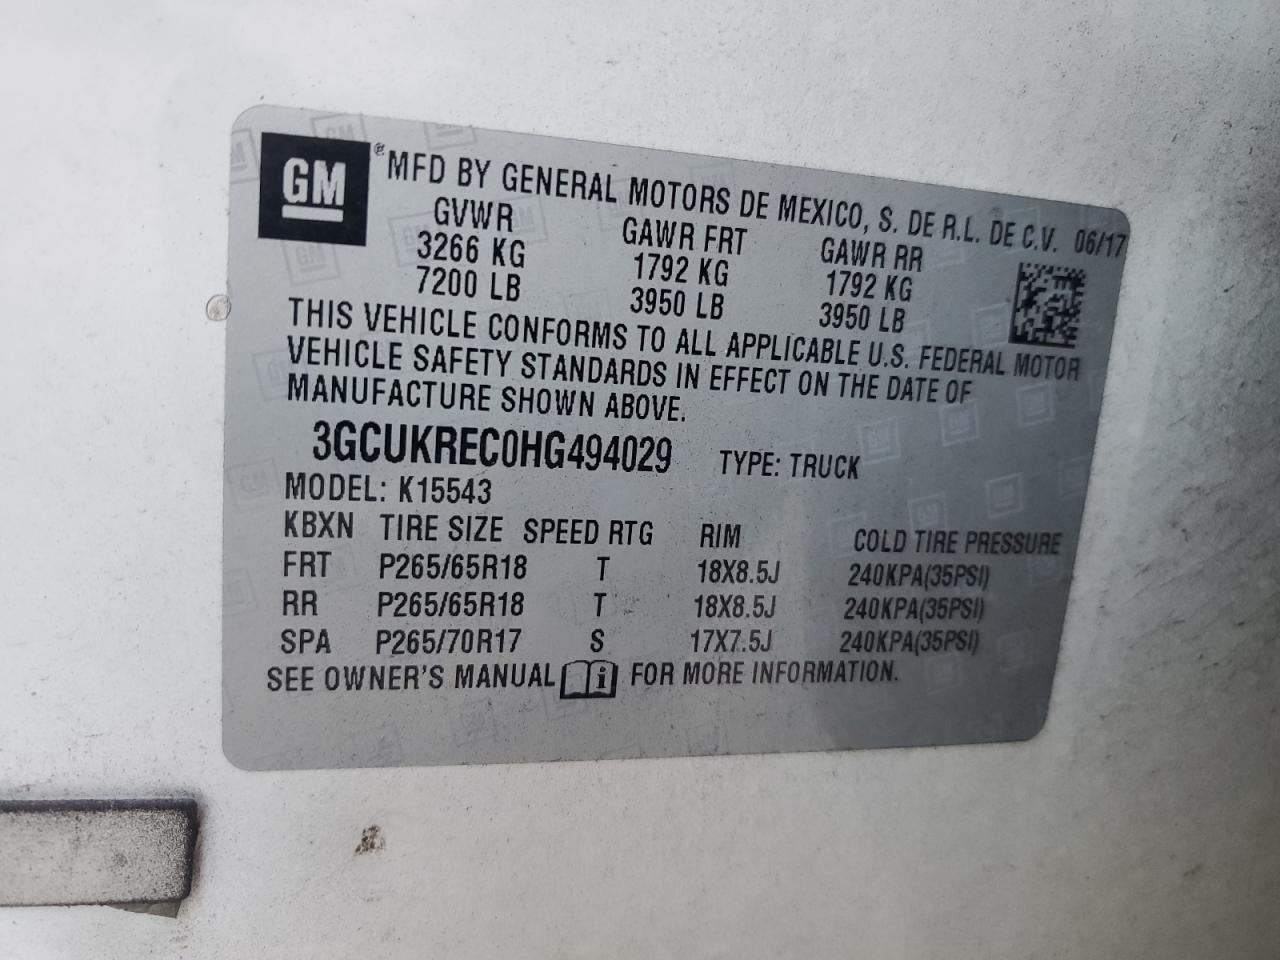 GM ® MFD BY GENERAL MOTORS DE MEXICO, S. DE R.L. DE C.V. 06/17
GVWR GAWR FRT GAWR RR
3266 KG 1792 KG 1792 KG
7200 LB 3950 LB 3950 LB
THIS VEHICLE CONFORMS TO ALL APPLICABLE U.S. FEDERAL MOTOR
VEHICLE SAFETY STANDARDS IN EFFECT ON THE DATE OF
MANUFACTURE SHOWN ABOVE.
3GCUKREC0HG494029 TYPE: TRUCK
MODEL: K15543
KBXN TIRE SIZE SPEED RTG RIM COLD TIRE PRESSURE
FRT P265/65R18 T 18X8.5J 240KPA(35PSI)
RR P265/65R18 T 18X8.5J 240KPA(35PSI)
SPA P265/70R17 S 17X7.5J 240KPA(35PSI)
SEE OWNER'S MANUAL i FOR MORE INFORMATION.